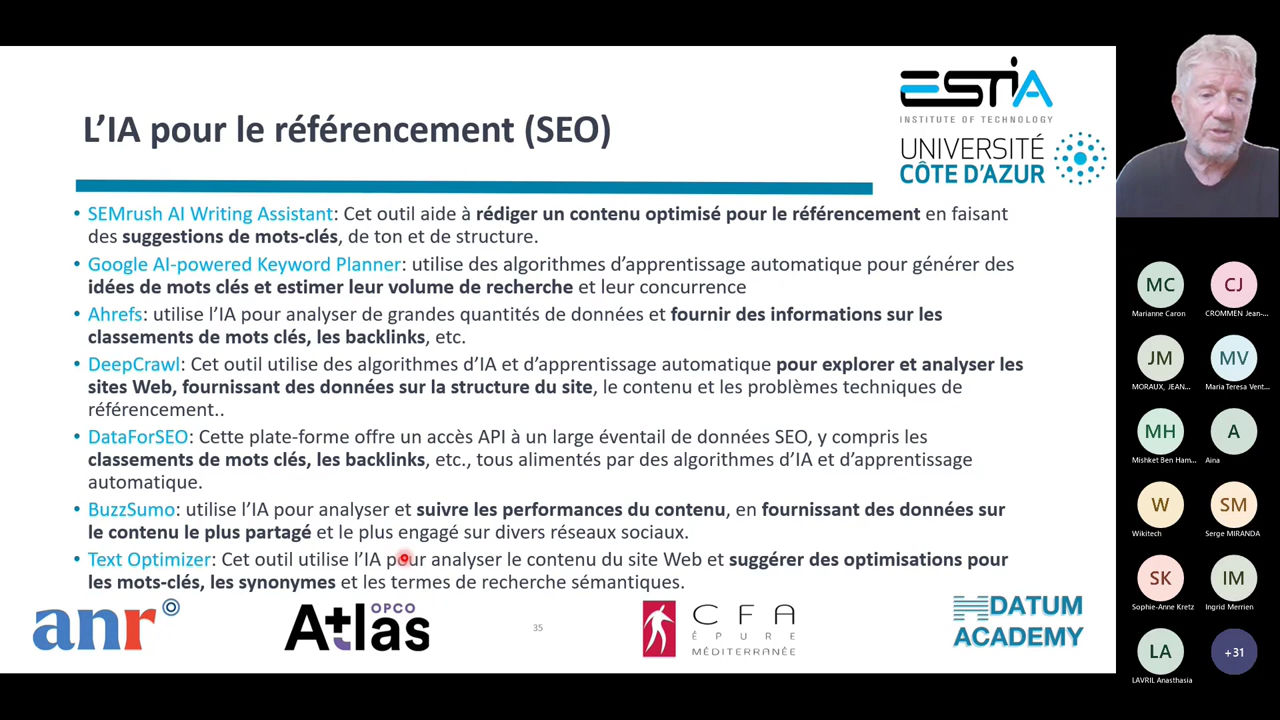 L'IA pour le référencement (SEO)
ESTIA
INSTITUTE OF TECHNOLOGY
UNIVERSITÉ
CÔTE D'AZUR
• SEMrush AI Writing Assistant: Cet outil aide à rédiger un contenu optimisé pour le référencement en faisant
des suggestions de mots-clés, de ton et de structure.
• Google AI-powered Keyword Planner: utilise des algorithmes d'apprentissage automatique pour générer des
idées de mots clés et estimer leur volume de recherche et leur concurrence
• Ahrefs: utilise l'IA pour analyser de grandes quantités de données et fournir des informations sur les
classements de mots clés, les backlinks, etc.
• DeepCrawl: Cet outil utilise des algorithmes d'IA et d'apprentissage automatique pour explorer et analyser les
sites Web, fournissant des données sur la structure du site, le contenu et les problèmes techniques de
référencement..
• DataForSEO: Cette plate-forme offre un accès API à un large éventail de données SEO, y compris les
classements de mots clés, les backlinks, etc., tous alimentés par des algorithmes d'IA et d'apprentissage
automatique.
• BuzzSumo: utilise l'IA pour analyser et suivre les performances du contenu, en fournissant des données sur
le contenu le plus partagé et le plus engagé sur divers réseaux sociaux.
• Text Optimizer: Cet outil utilise l'IA pour analyser le contenu du site Web et suggérer des optimisations pour
les mots-clés, les synonymes et les termes de recherche sémantiques.
anr
OPCO
Atlas
35
CFA
ÉPURE
MÉDITERRANÉE
DATUM
ACADEMY
MC
Marianne Caron
CJ
CROMMEN Jean-...
JM
MORAUX, JEAN...
MV
Maria Teresa Vent...
MH
Mishket Ben Ham...
A
Aina
W
Wikitech
SM
Serge MIRANDA
SK
Sophie-Anne Kretz
IM
Ingrid Merrien
LA
LAVRIL Anasthasia
+31